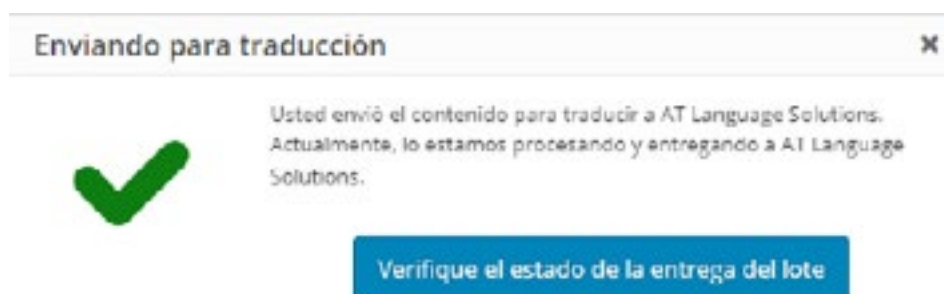 Enviando para traducción
Usted envió el contenido para traducir a AT Language Solutions.
Actualmente, lo estamos procesando y entregando a AT Language
Solutions.
Verifique el estado de la entrega del lote